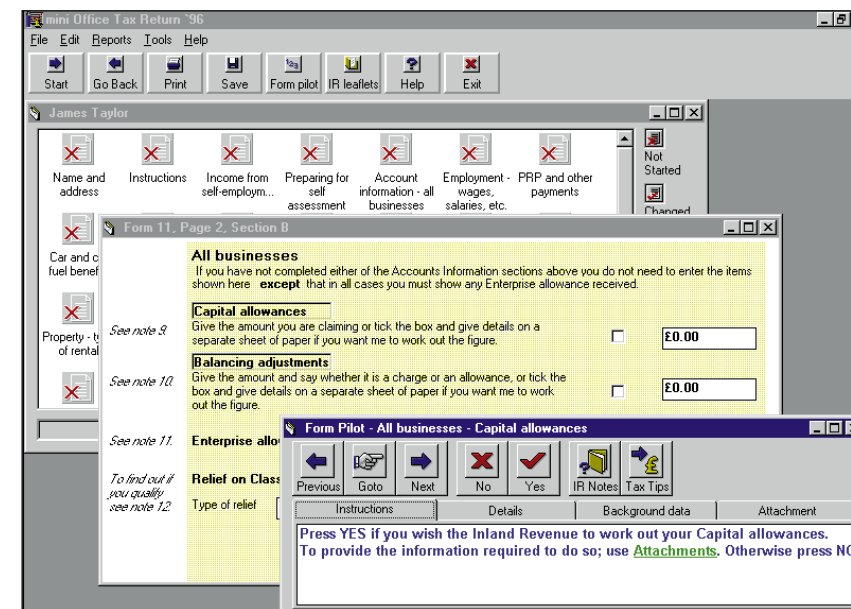 mini Office Tax Return `96
File Edit Reports Tools Help
Start Go Back Print Save Form pilot IR leaflets Help Exit
James Taylor
Name and address
Instructions
Income from self-employm...
Preparing for self assessment
Account information - all businesses
Employment - wages, salaries, etc.
PRP and other payments
Not Started
Changed
Car and c
fuel benef
Property - ty
of rental
Form 11, Page 2, Section B
All businesses
If you have not completed either of the Accounts Information sections above you do not need to enter the items
shown here except that in all cases you must show any Enterprise allowance received.
Capital allowances
See note 9.
Give the amount you are claiming or tick the box and give details on a
separate sheet of paper if you want me to work out the figure.
£0.00
Balancing adjustments
See note 10.
Give the amount and say whether it is a charge or an allowance, or tick the
box and give details on a separate sheet of paper if you want me to work
out the figure.
£0.00
See note 11.
Enterprise allo
To find out if
you qualify
see note 12.
Relief on Class
Type of relief
Form Pilot - All businesses - Capital allowances
Previous Goto Next No Yes IR Notes Tax Tips
Instructions Details Background data Attachment
Press YES if you wish the Inland Revenue to work out your Capital allowances.
To provide the information required to do so; use Attachments. Otherwise press NO